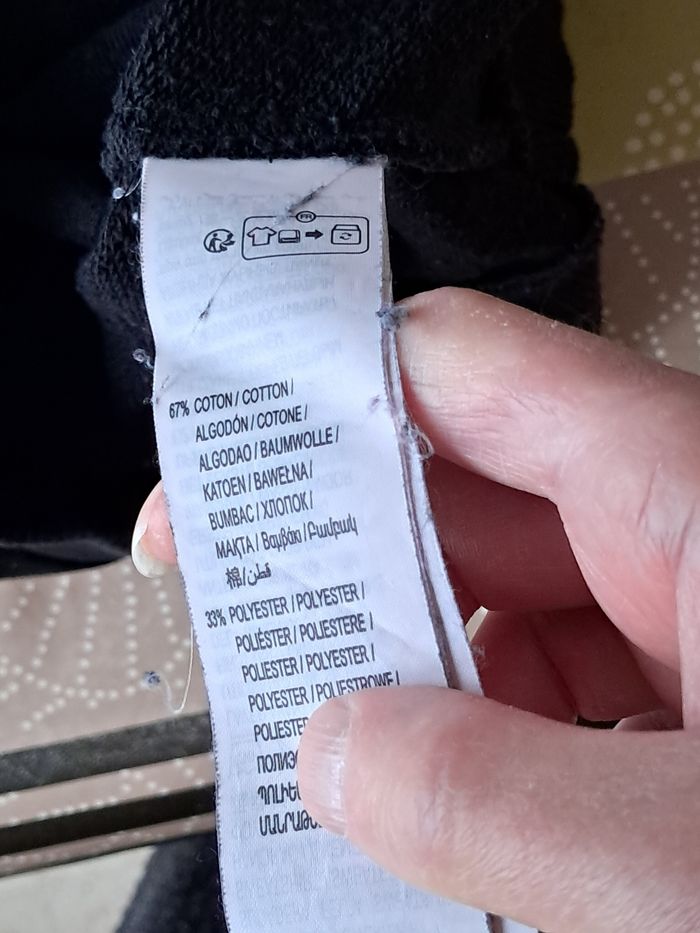 FR
67% COTON / COTTON /
ALGODÓN / COTONE /
ALGODAO / BAUMWOLLE /
KATOEN / BAWEŁNA /
BUMBAC / ХЛОПОК /
МАҚТА / Βαμβάκι / Բամբակ
棉 / قطن
33% POLYESTER / POLYESTER /
POLIÉSTER / POLIESTERE /
POLIESTER / POLYESTER /
POLYESTER / POLIESTROWE /